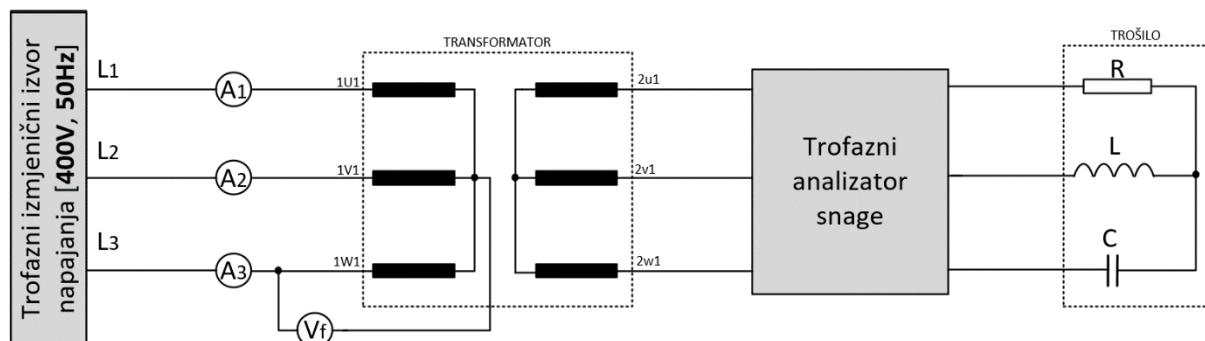 Trofazni izmjenični izvor
napajanja [400V, 50Hz]
L1
L2
L3
A1
A2
A3
Vf
TRANSFORMATOR
1U1
1V1
1W1
2u1
2v1
2w1
Trofazni
analizator
snage
TROŠILO
R
L
C